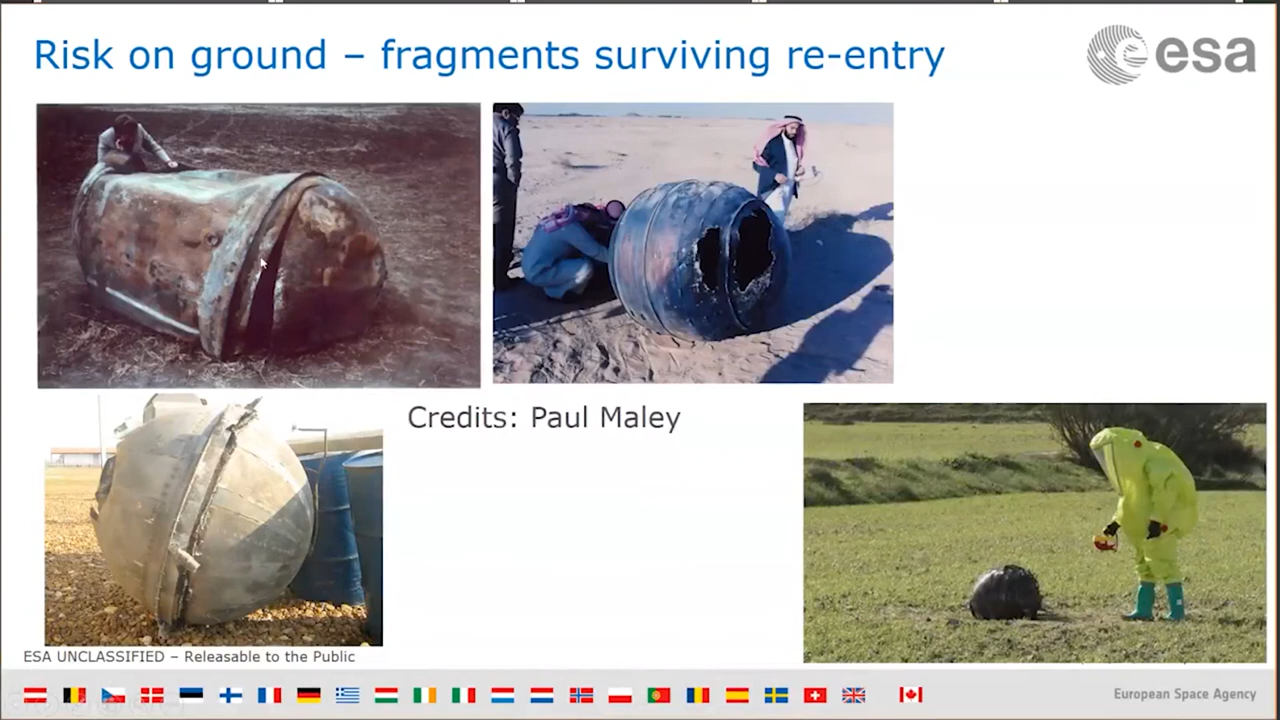 Risk on ground – fragments surviving re-entry
esa
Credits: Paul Maley
ESA UNCLASSIFIED – Releasable to the Public
European Space Agency